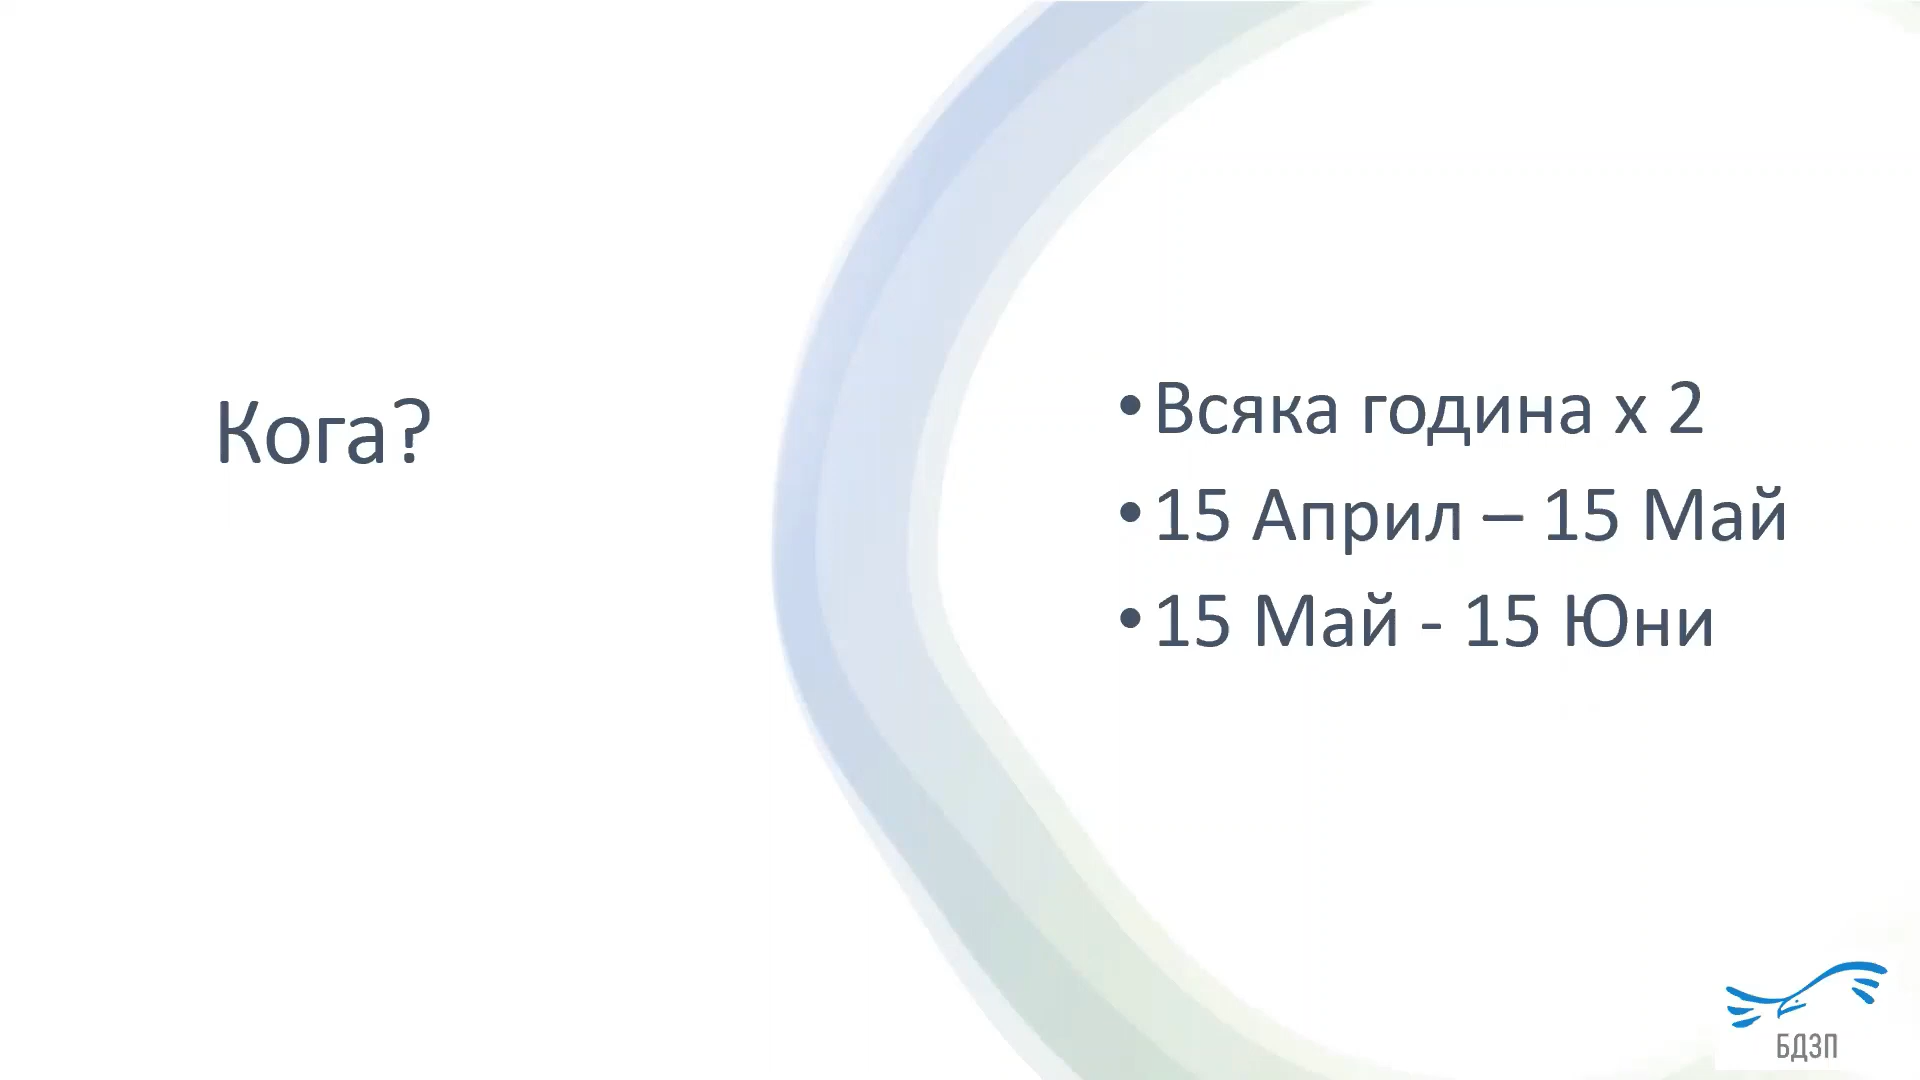 Кога?
• Всяка година х 2
• 15 Април – 15 Май
• 15 Май - 15 Юни
БДЗП